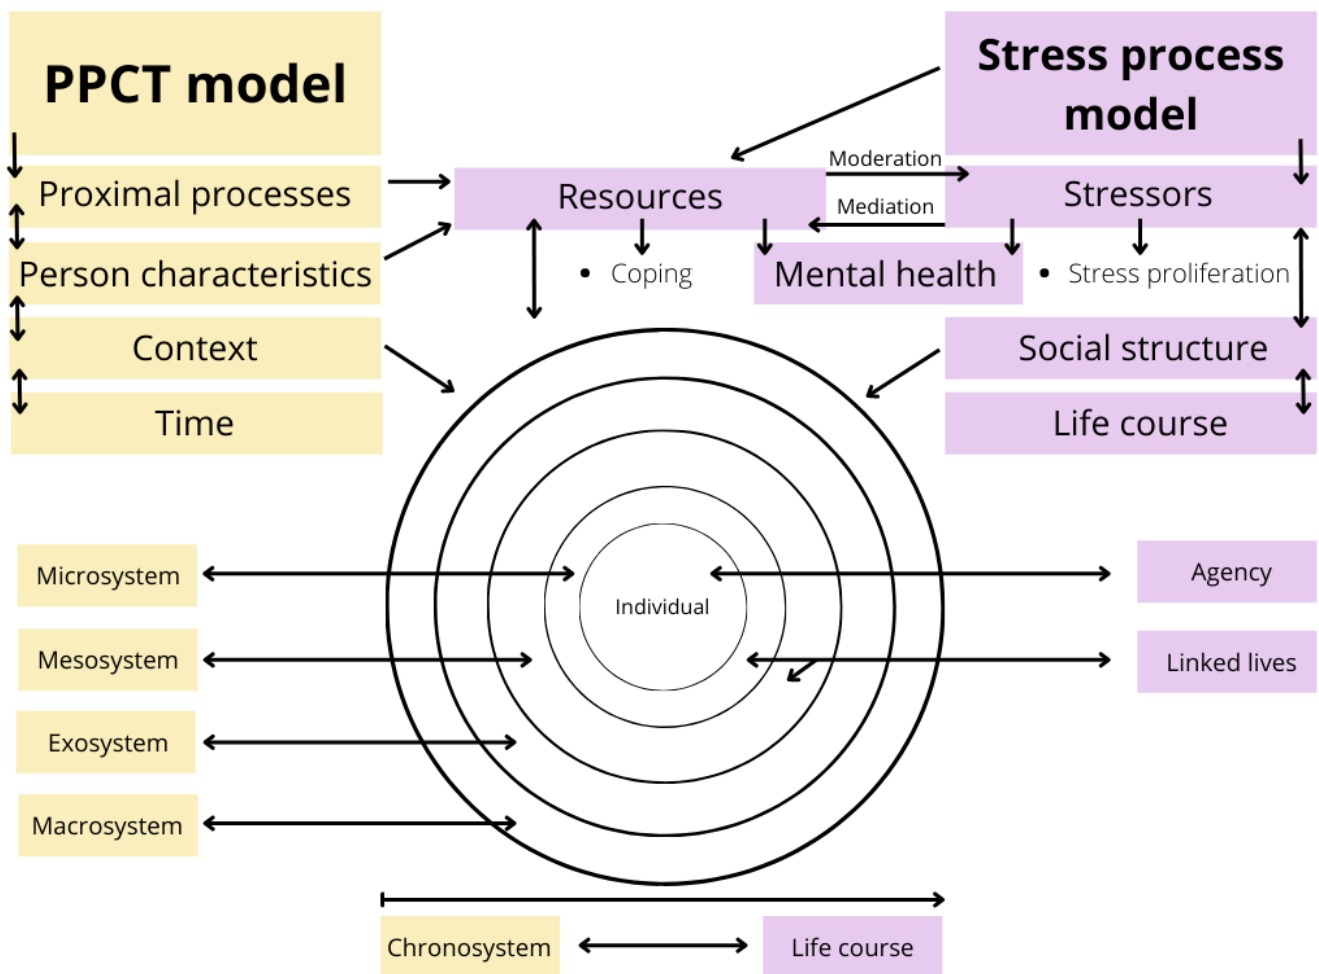 PPCT model
Stress process
model
Moderation
Proximal processes
Resources
Stressors
Mediation
Person characteristics
• Coping
Mental health
• Stress proliferation
Context
Social structure
Time
Life course
Microsystem
Agency
Individual
Mesosystem
Linked lives
Exosystem
Macrosystem
Chronosystem
Life course